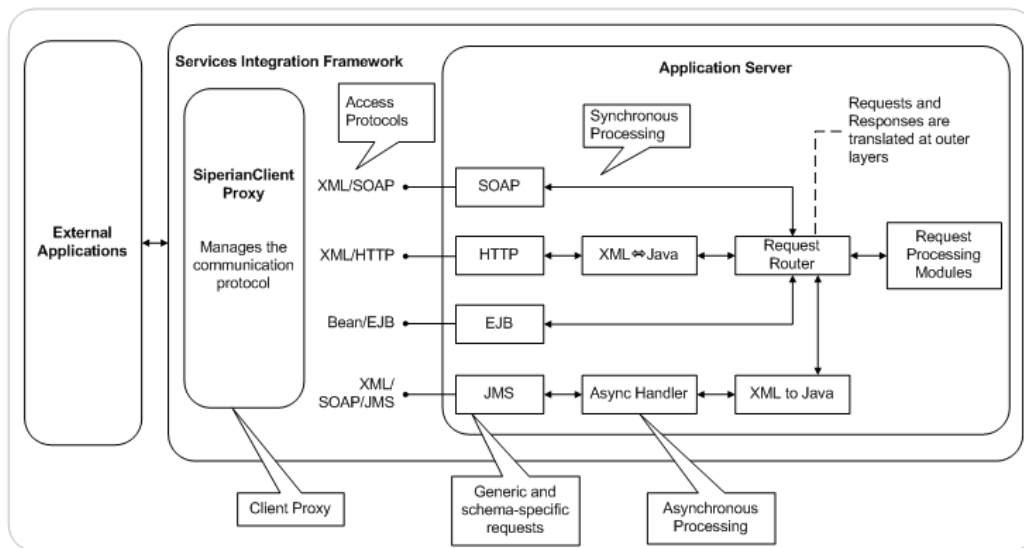 Services Integration Framework
Application Server
Access
Protocols
Synchronous
Processing
Requests and
Responses are
translated at outer
layers
SiperianClient
Proxy
Manages the
communication
protocol
External
Applications
XML/SOAP
SOAP
XML/HTTP
HTTP
XML⇔Java
Request
Router
Request
Processing
Modules
Bean/EJB
EJB
XML/
SOAP/JMS
JMS
Async Handler
XML to Java
Client Proxy
Generic and
schema-specific
requests
Asynchronous
Processing